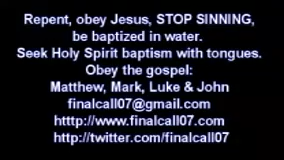 Repent, obey Jesus, STOP SINNING,
be baptized in water.
Seek Holy Spirit baptism with tongues.
Obey the gospel:
Matthew, Mark, Luke & John
finalcall07@gmail.com
htttp://www.finalcall07.com
http://twitter.com/finalcall07